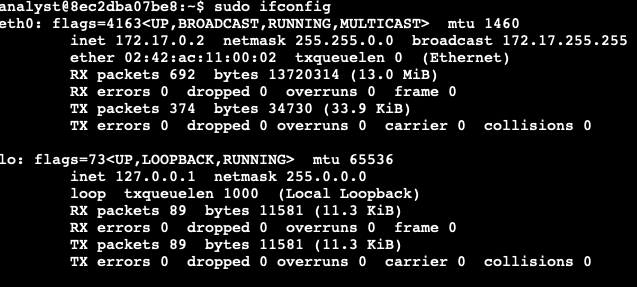 analyst@8ec2dba07be8:~$ sudo ifconfig
eth0: flags=4163<UP,BROADCAST,RUNNING,MULTICAST>  mtu 1460
        inet 172.17.0.2  netmask 255.255.0.0  broadcast 172.17.255.255
        ether 02:42:ac:11:00:02  txqueuelen 0  (Ethernet)
        RX packets 692  bytes 13720314 (13.0 MiB)
        RX errors 0  dropped 0  overruns 0  frame 0
        TX packets 374  bytes 34730 (33.9 KiB)
        TX errors 0  dropped 0 overruns 0  carrier 0  collisions 0

lo: flags=73<UP,LOOPBACK,RUNNING>  mtu 65536
        inet 127.0.0.1  netmask 255.0.0.0
        loop  txqueuelen 1000  (Local Loopback)
        RX packets 89  bytes 11581 (11.3 KiB)
        RX errors 0  dropped 0  overruns 0  frame 0
        TX packets 89  bytes 11581 (11.3 KiB)
        TX errors 0  dropped 0 overruns 0  carrier 0  collisions 0